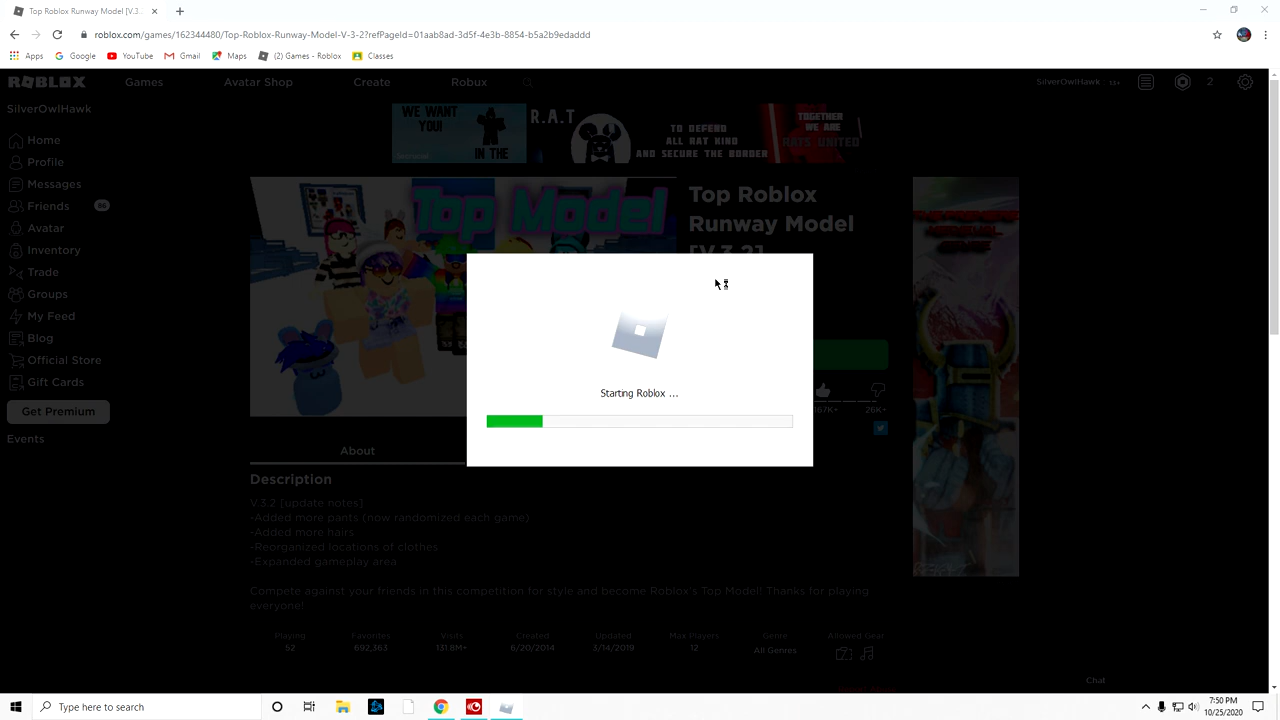 Top Roblox Runway Model [V.3.
roblox.com/games/162344480/Top-Roblox-Runway-Model-V-3-2?refPageId=01aab8ad-3d5f-4e3b-8854-b5a2b9edaddd
Apps Google YouTube Gmail Maps (2) Games - Roblox Classes
ROBLOX Games Avatar Shop Create Robux SilverOwlHawk 13+ 2
SilverOwlHawk
Home
Profile
Messages
Friends 86
Avatar
Inventory
Trade
Groups
My Feed
Blog
Official Store
Gift Cards
Get Premium
Events
WE WANT
YOU!
IN THE
R.A.T
TO DEFEND
ALL RAT KIND
AND SECURE THE BORDER
TOGETHER
WE ARE
RATS UNITED
Top Model
Top Roblox
Runway Model
[V.3.2]
Starting Roblox ...
167K+ 26K+
About
Description
V.3.2 [update notes]
-Added more pants (now randomized each game)
-Added more hairs
-Reorganized locations of clothes
-Expanded gameplay area
Compete against your friends in this competition for style and become Roblox's Top Model! Thanks for playing
everyone!
Playing Favorites Visits Created Updated Max Players Genre Allowed Gear
52 692,363 131.8M+ 6/20/2014 3/14/2019 12 All Genres
Chat
Type here to search
7:50 PM
10/25/2020